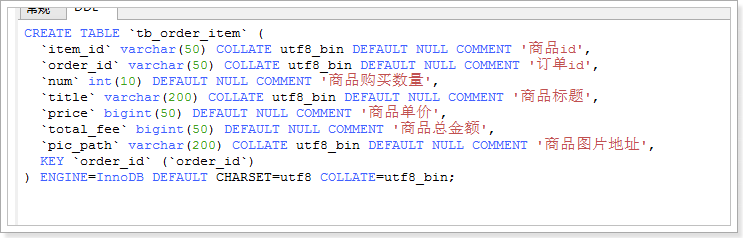 常规 DDL
CREATE TABLE `tb_order_item` (
  `item_id` varchar(50) COLLATE utf8_bin DEFAULT NULL COMMENT '商品id',
  `order_id` varchar(50) COLLATE utf8_bin DEFAULT NULL COMMENT '订单id',
  `num` int(10) DEFAULT NULL COMMENT '商品购买数量',
  `title` varchar(200) COLLATE utf8_bin DEFAULT NULL COMMENT '商品标题',
  `price` bigint(50) DEFAULT NULL COMMENT '商品单价',
  `total_fee` bigint(50) DEFAULT NULL COMMENT '商品总金额',
  `pic_path` varchar(200) COLLATE utf8_bin DEFAULT NULL COMMENT '商品图片地址',
  KEY `order_id` (`order_id`)
) ENGINE=InnoDB DEFAULT CHARSET=utf8 COLLATE=utf8_bin;